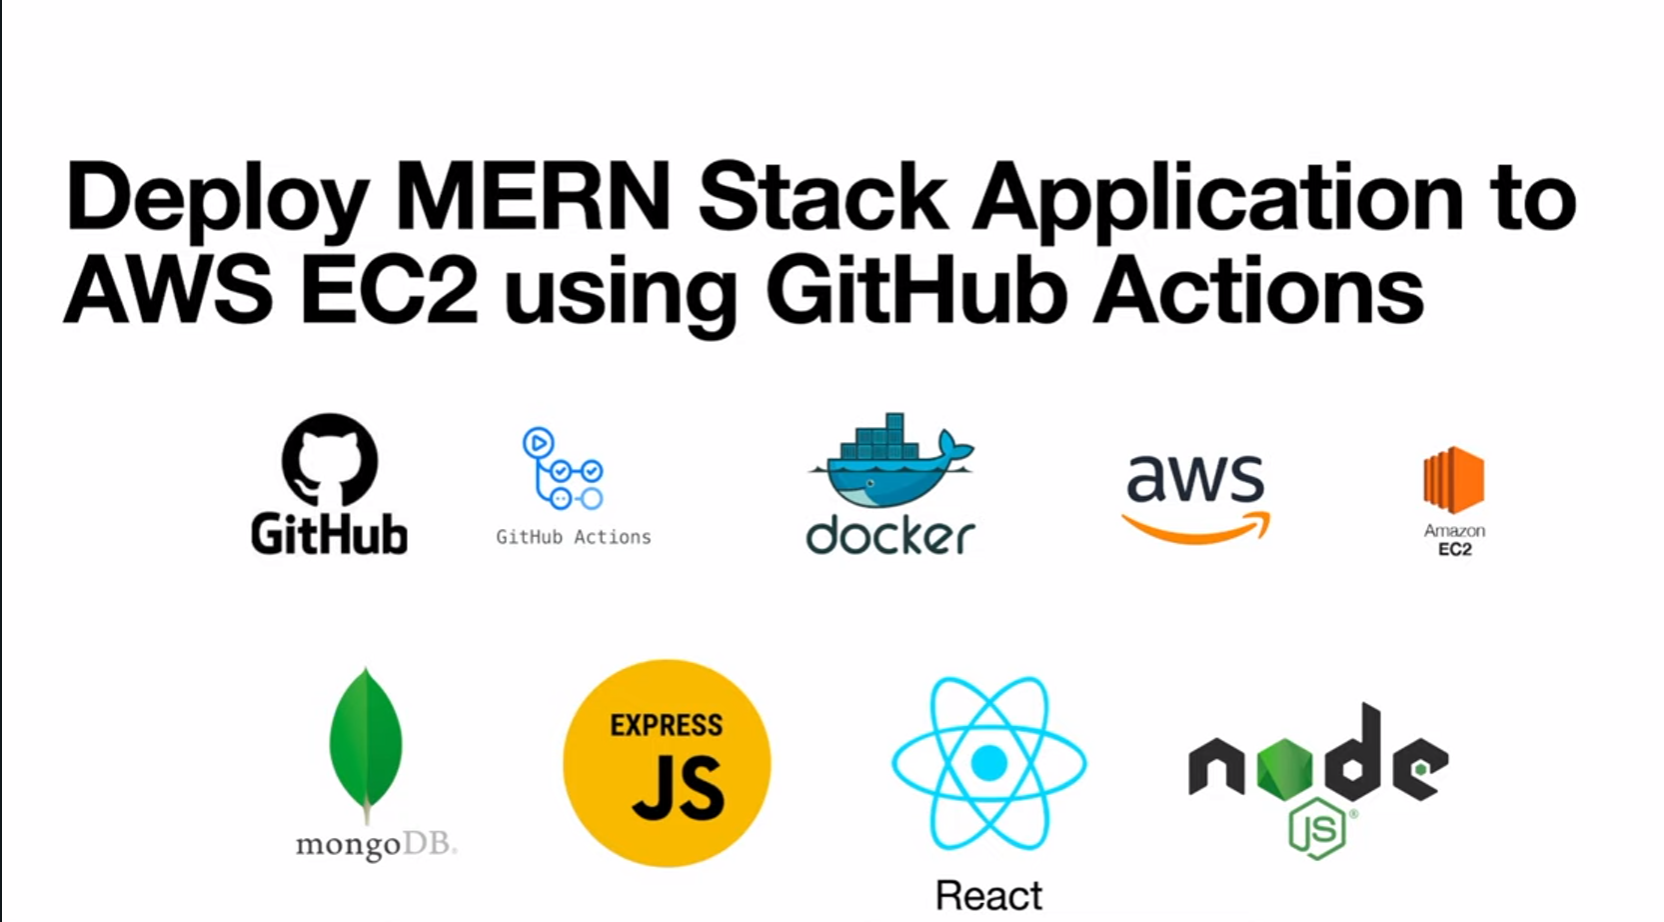 Deploy MERN Stack Application to
AWS EC2 using GitHub Actions
GitHub
GitHub Actions
docker
aws
Amazon
EC2
mongoDB.
EXPRESS
JS
React
node
JS®